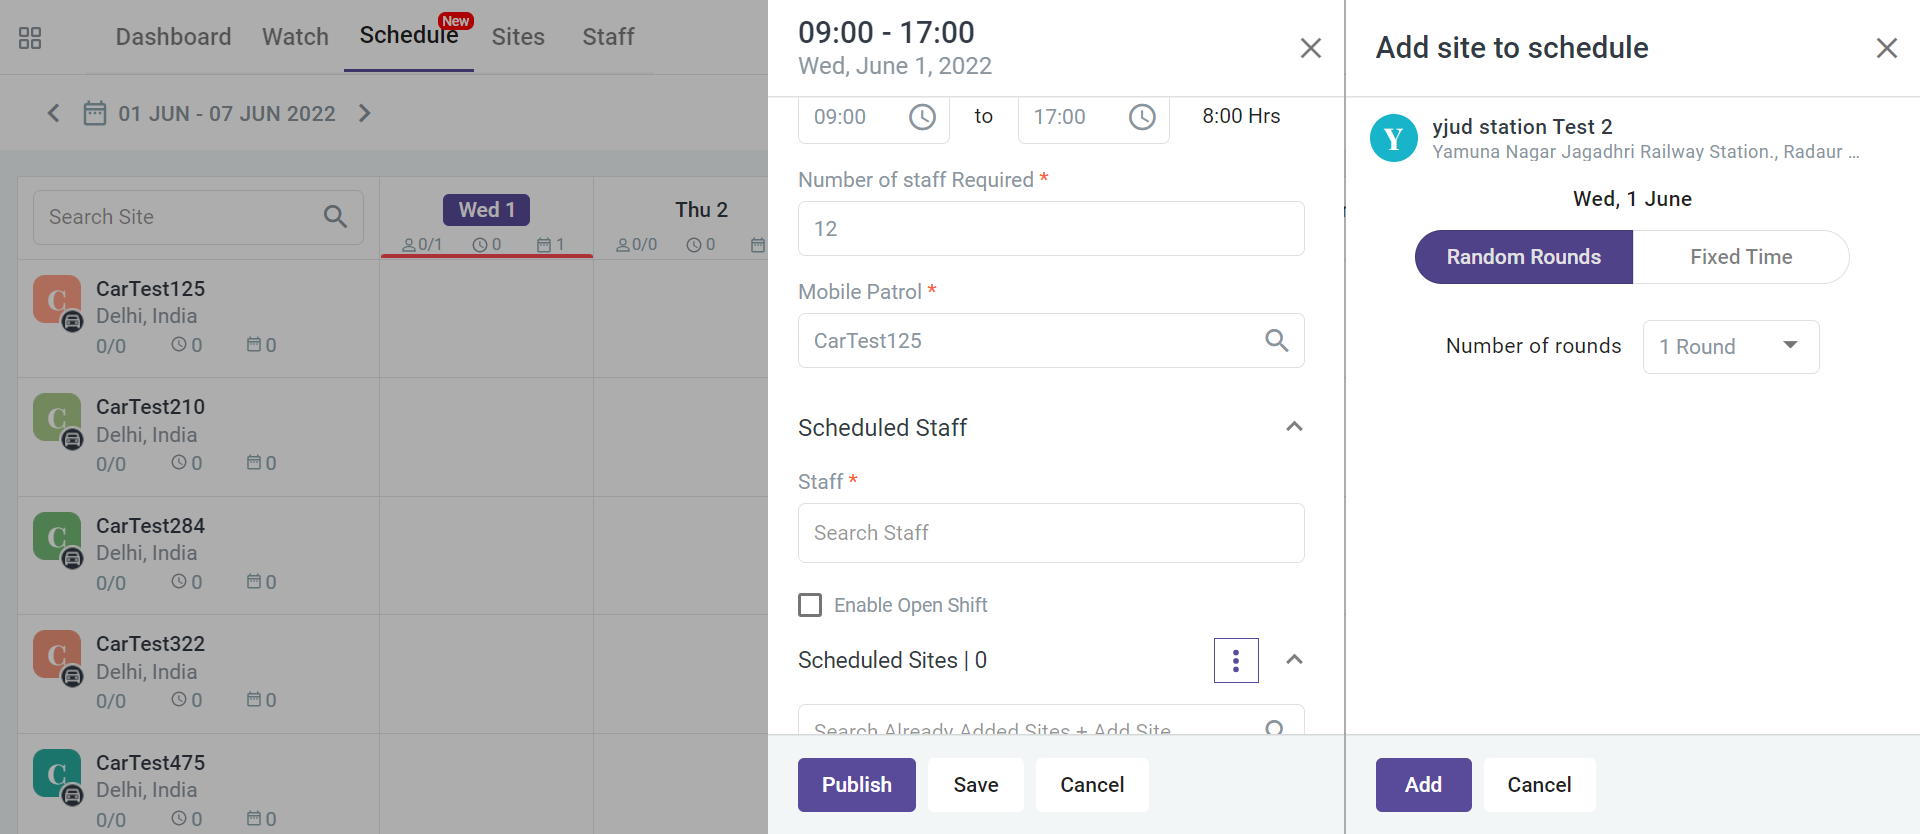 Dashboard Watch Schedule New Sites Staff
01 JUN - 07 JUN 2022
Search Site
Wed 1
0/1 0 1
Thu 2
0/0 0
C
CarTest125
Delhi, India
0/0 0 0
C
CarTest210
Delhi, India
0/0 0 0
C
CarTest284
Delhi, India
0/0 0 0
C
CarTest322
Delhi, India
0/0 0 0
C
CarTest475
Delhi, India
0/0 0 0
09:00 - 17:00
Wed, June 1, 2022
09:00 to 17:00 8:00 Hrs
Number of staff Required *
12
Mobile Patrol *
CarTest125
Scheduled Staff
Staff *
Search Staff
Enable Open Shift
Scheduled Sites | 0
Search Already Added Sites + Add Site
Publish Save Cancel
Add site to schedule
Y
yjud station Test 2
Yamuna Nagar Jagadhri Railway Station., Radaur ...
Wed, 1 June
Random Rounds Fixed Time
Number of rounds 1 Round
Add Cancel